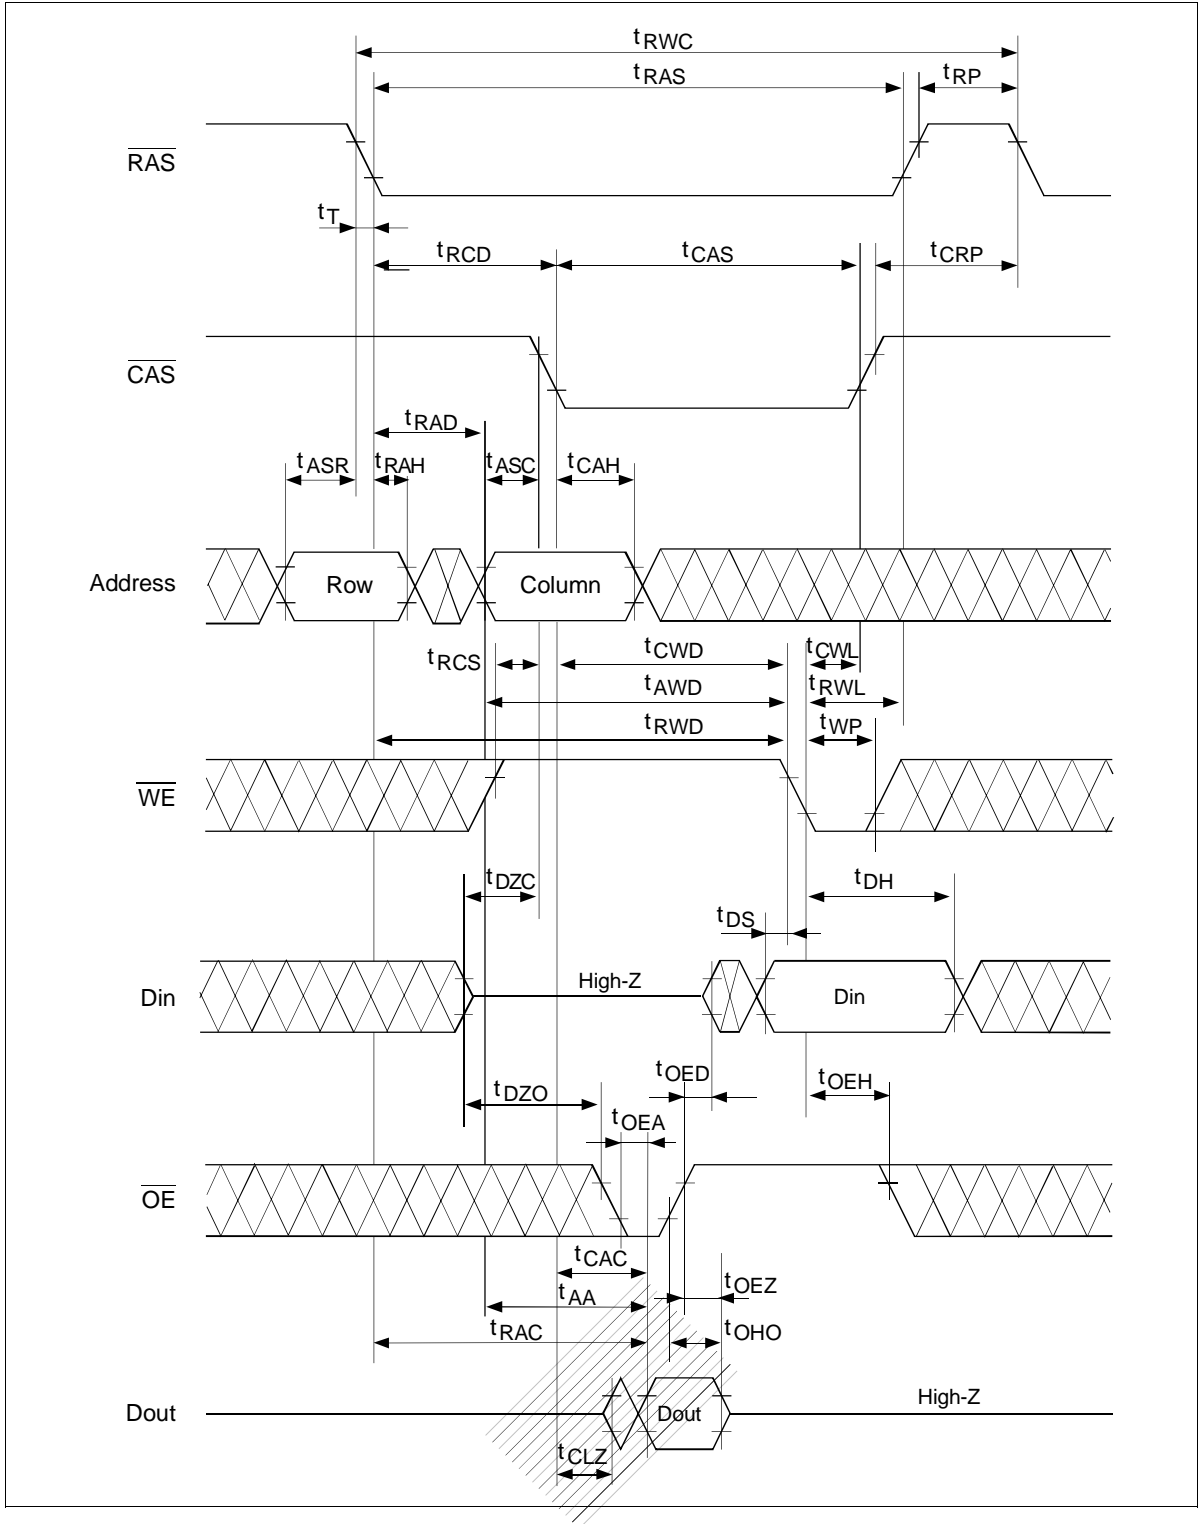 tRWC
tRAS
tRP
RAS
tT
tRCD
tCAS
tCRP
CAS
tRAD
tASR
tRAH
tASC
tCAH
Address
Row
Column
tRCS
tCWD
tCWL
tAWD
tRWL
tRWD
tWP
WE
tDZC
tDH
tDS
Din
High-Z
Din
tOED
tOEH
tDZO
tOEA
OE
tCAC
tOEZ
tAA
tRAC
tOHO
Dout
Dout
High-Z
tCLZ